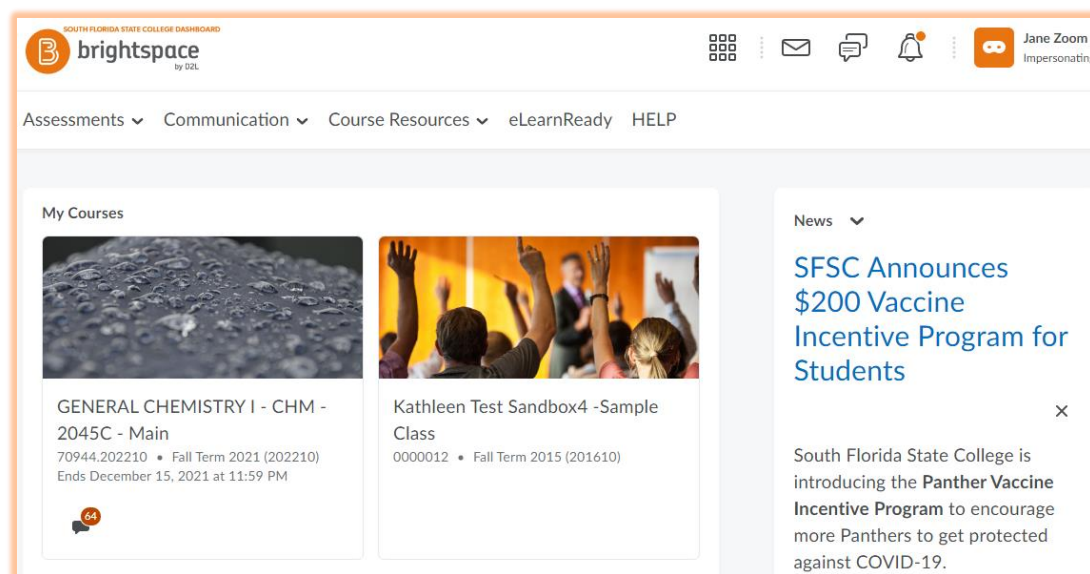 SOUTH FLORIDA STATE COLLEGE DASHBOARD
brightspace
by D2L
Jane Zoom
Impersonating
Assessments Communication Course Resources eLearnReady HELP
My Courses
GENERAL CHEMISTRY I - CHM -
2045C - Main
70944.202210 • Fall Term 2021 (202210)
Ends December 15, 2021 at 11:59 PM
64
Kathleen Test Sandbox4 -Sample
Class
0000012 • Fall Term 2015 (201610)
News
SFSC Announces
$200 Vaccine
Incentive Program for
Students
South Florida State College is
introducing the Panther Vaccine
Incentive Program to encourage
more Panthers to get protected
against COVID-19.